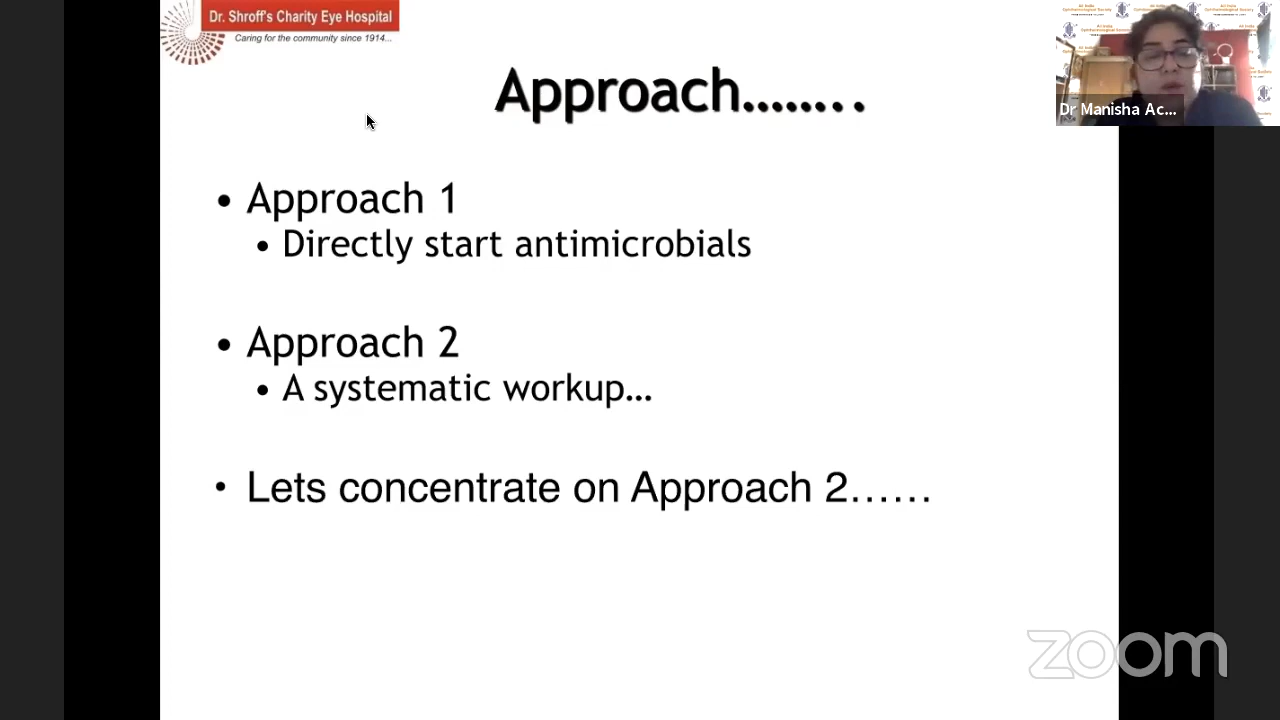 Dr. Shroff's Charity Eye Hospital
Caring for the community since 1914...
Approach........
Dr Manisha Ac...
• Approach 1
• Directly start antimicrobials
• Approach 2
• A systematic workup...
• Lets concentrate on Approach 2......
zoom